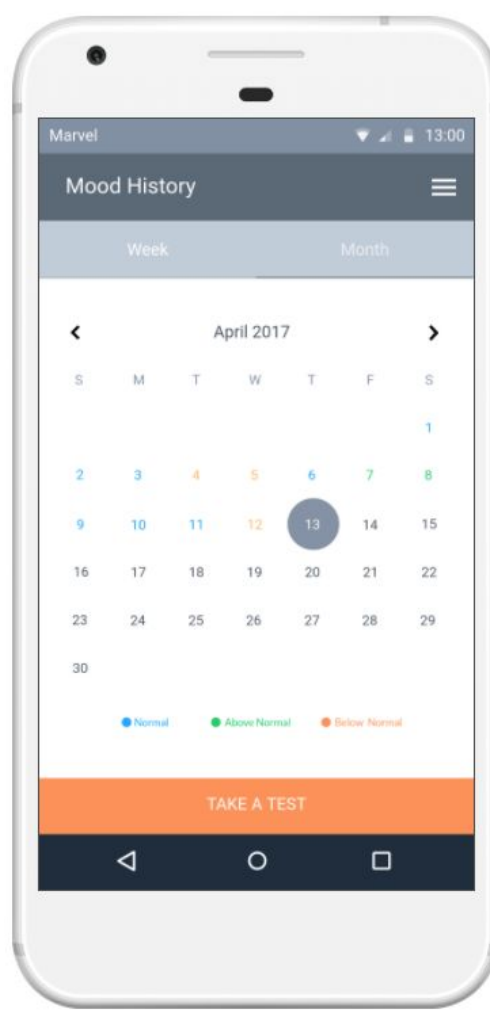 Marvel 13:00
Mood History
Week Month
April 2017
S M T W T F S
1
2 3 4 5 6 7 8
9 10 11 12 13 14 15
16 17 18 19 20 21 22
23 24 25 26 27 28 29
30
Normal Above Normal Below Normal
TAKE A TEST